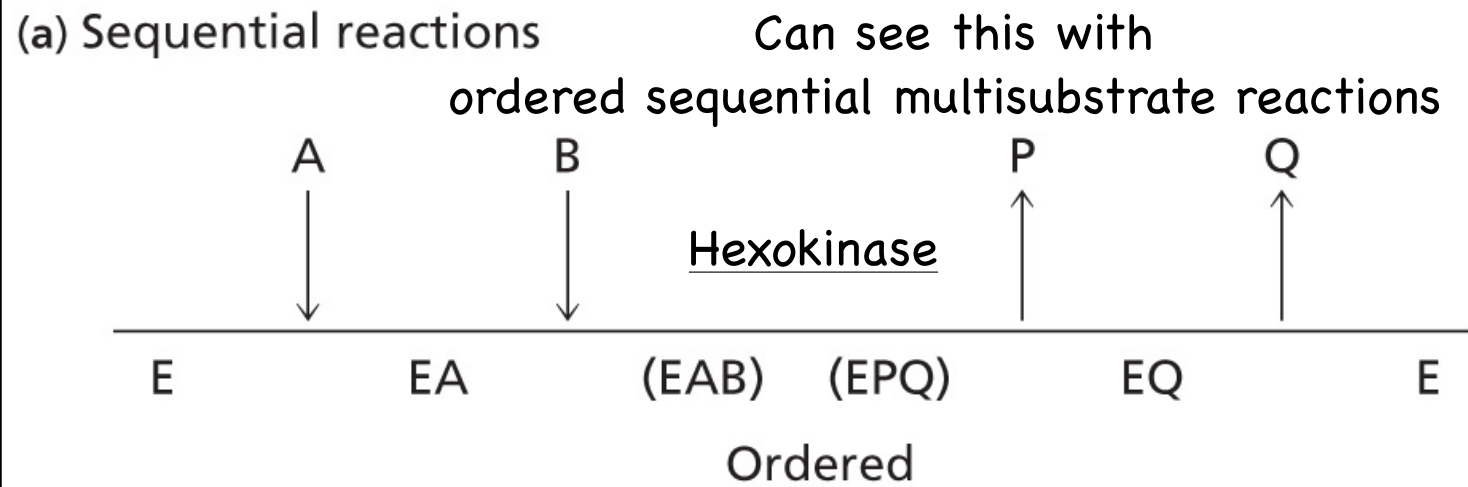 (a) Sequential reactions
Can see this with
ordered sequential multisubstrate reactions
A B P Q
Hexokinase
E EA (EAB) (EPQ) EQ E
Ordered